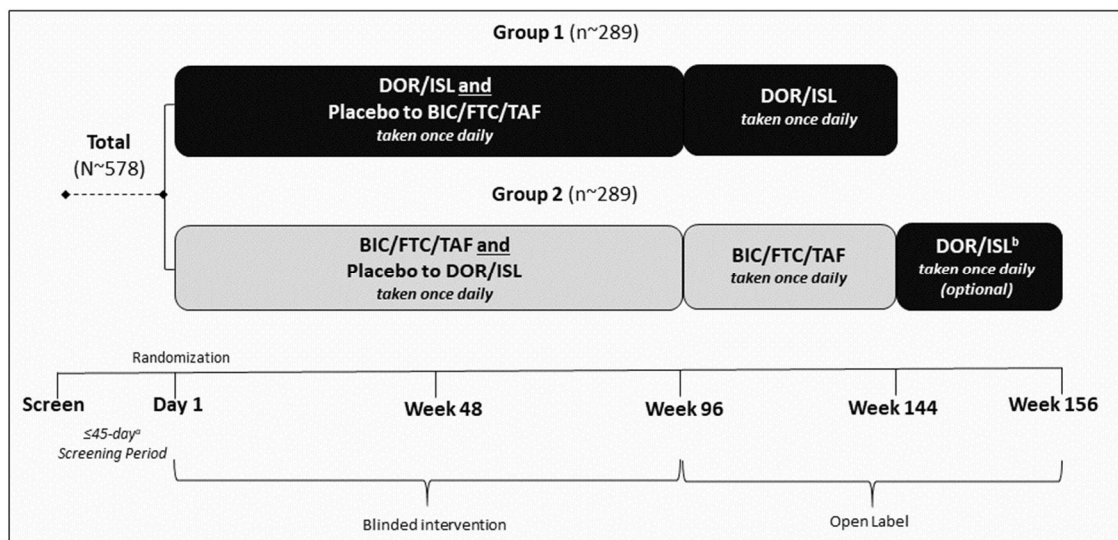 Group 1 (n~289)
DOR/ISL and
Placebo to BIC/FTC/TAF
taken once daily
DOR/ISL
taken once daily
Total
(N~578)
Group 2 (n~289)
BIC/FTC/TAF and
Placebo to DOR/ISL
taken once daily
BIC/FTC/TAF
taken once daily
DOR/ISLᵇ
taken once daily
(optional)
Randomization
Screen
Day 1
Week 48
Week 96
Week 144
Week 156
≤45-dayᵃ
Screening Period
Blinded intervention
Open Label